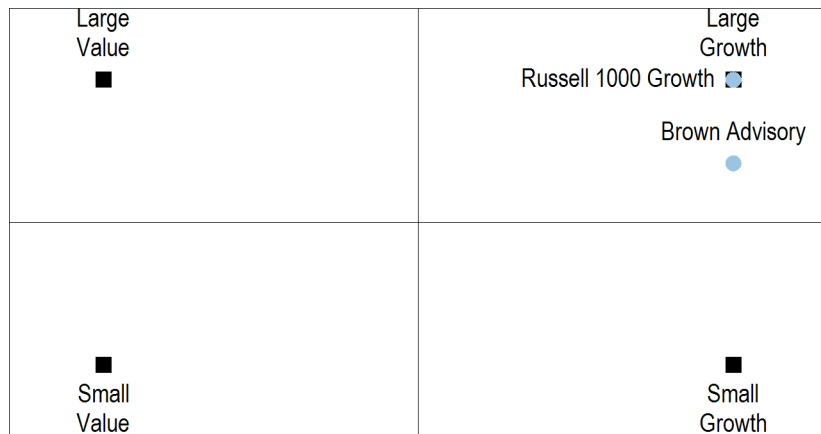 Large
Value
Large
Growth
Russell 1000 Growth
Brown Advisory
Small
Value
Small
Growth